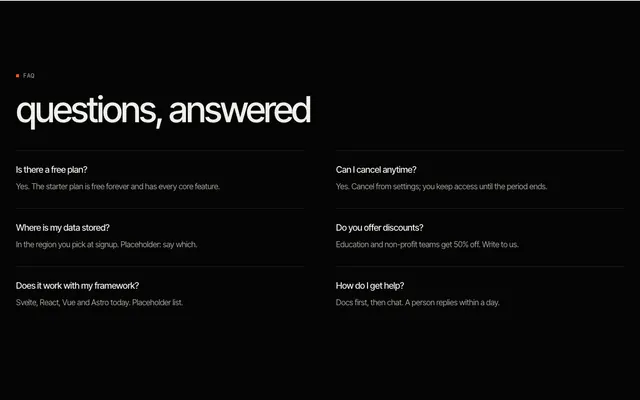 FAQ
questions, answered
Is there a free plan?
Yes. The starter plan is free forever and has every core feature.
Can I cancel anytime?
Yes. Cancel from settings; you keep access until the period ends.
Where is my data stored?
In the region you pick at signup. Placeholder: say which.
Do you offer discounts?
Education and non-profit teams get 50% off. Write to us.
Does it work with my framework?
Svelte, React, Vue and Astro today. Placeholder list.
How do I get help?
Docs first, then chat. A person replies within a day.